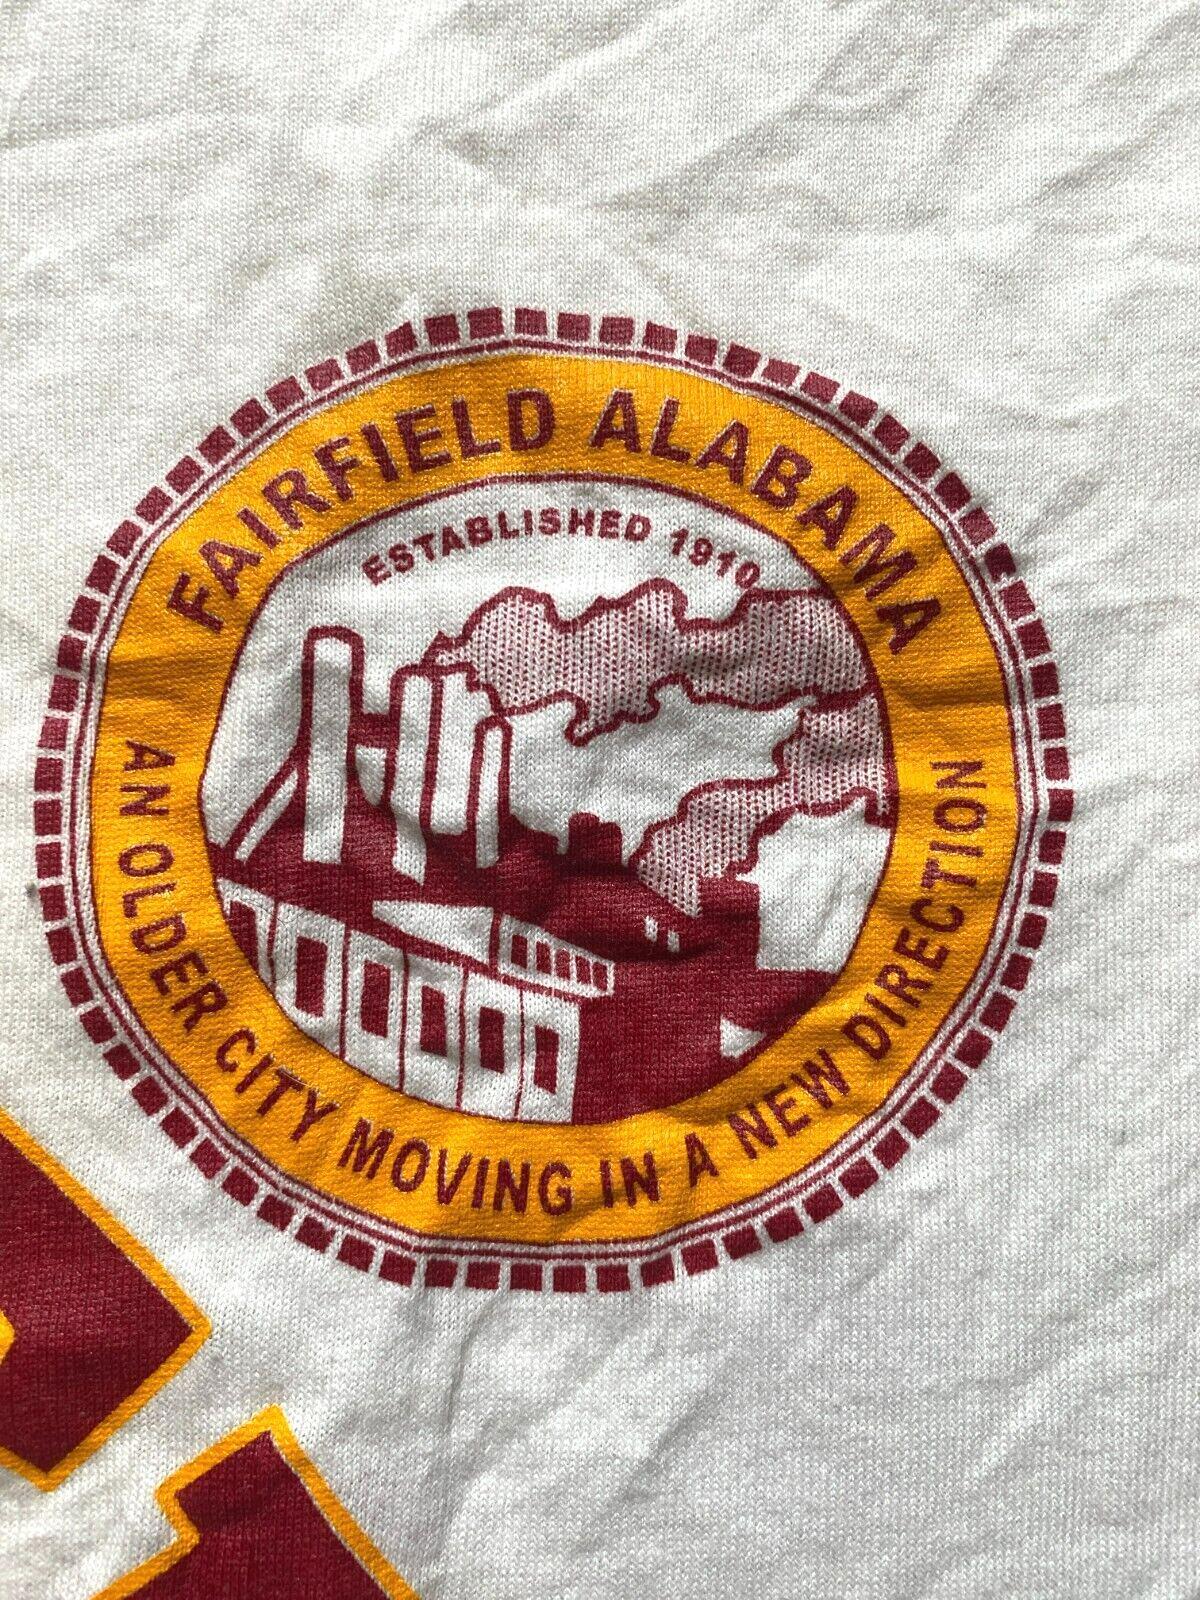 FAIRFIELD ALABAMA
ESTABLISHED 1910
AN OLDER CITY MOVING IN A NEW DIRECTION